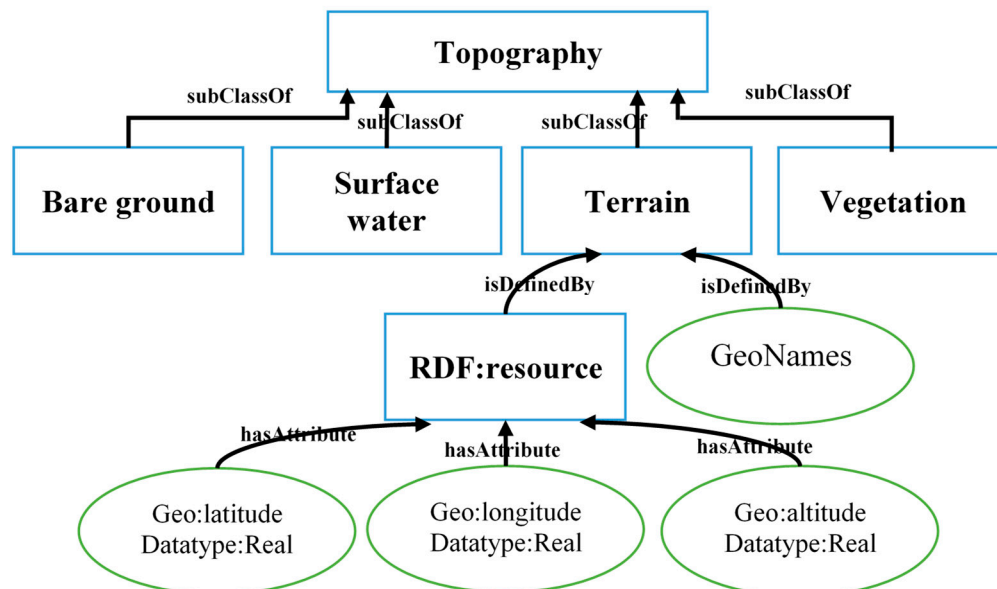 Topography
subClassOf
subClassOf
subClassOf
subClassOf
Bare ground
Surface
water
Terrain
Vegetation
isDefinedBy
isDefinedBy
RDF:resource
GeoNames
hasAttribute
hasAttribute
hasAttribute
Geo:latitude
Datatype:Real
Geo:longitude
Datatype:Real
Geo:altitude
Datatype:Real